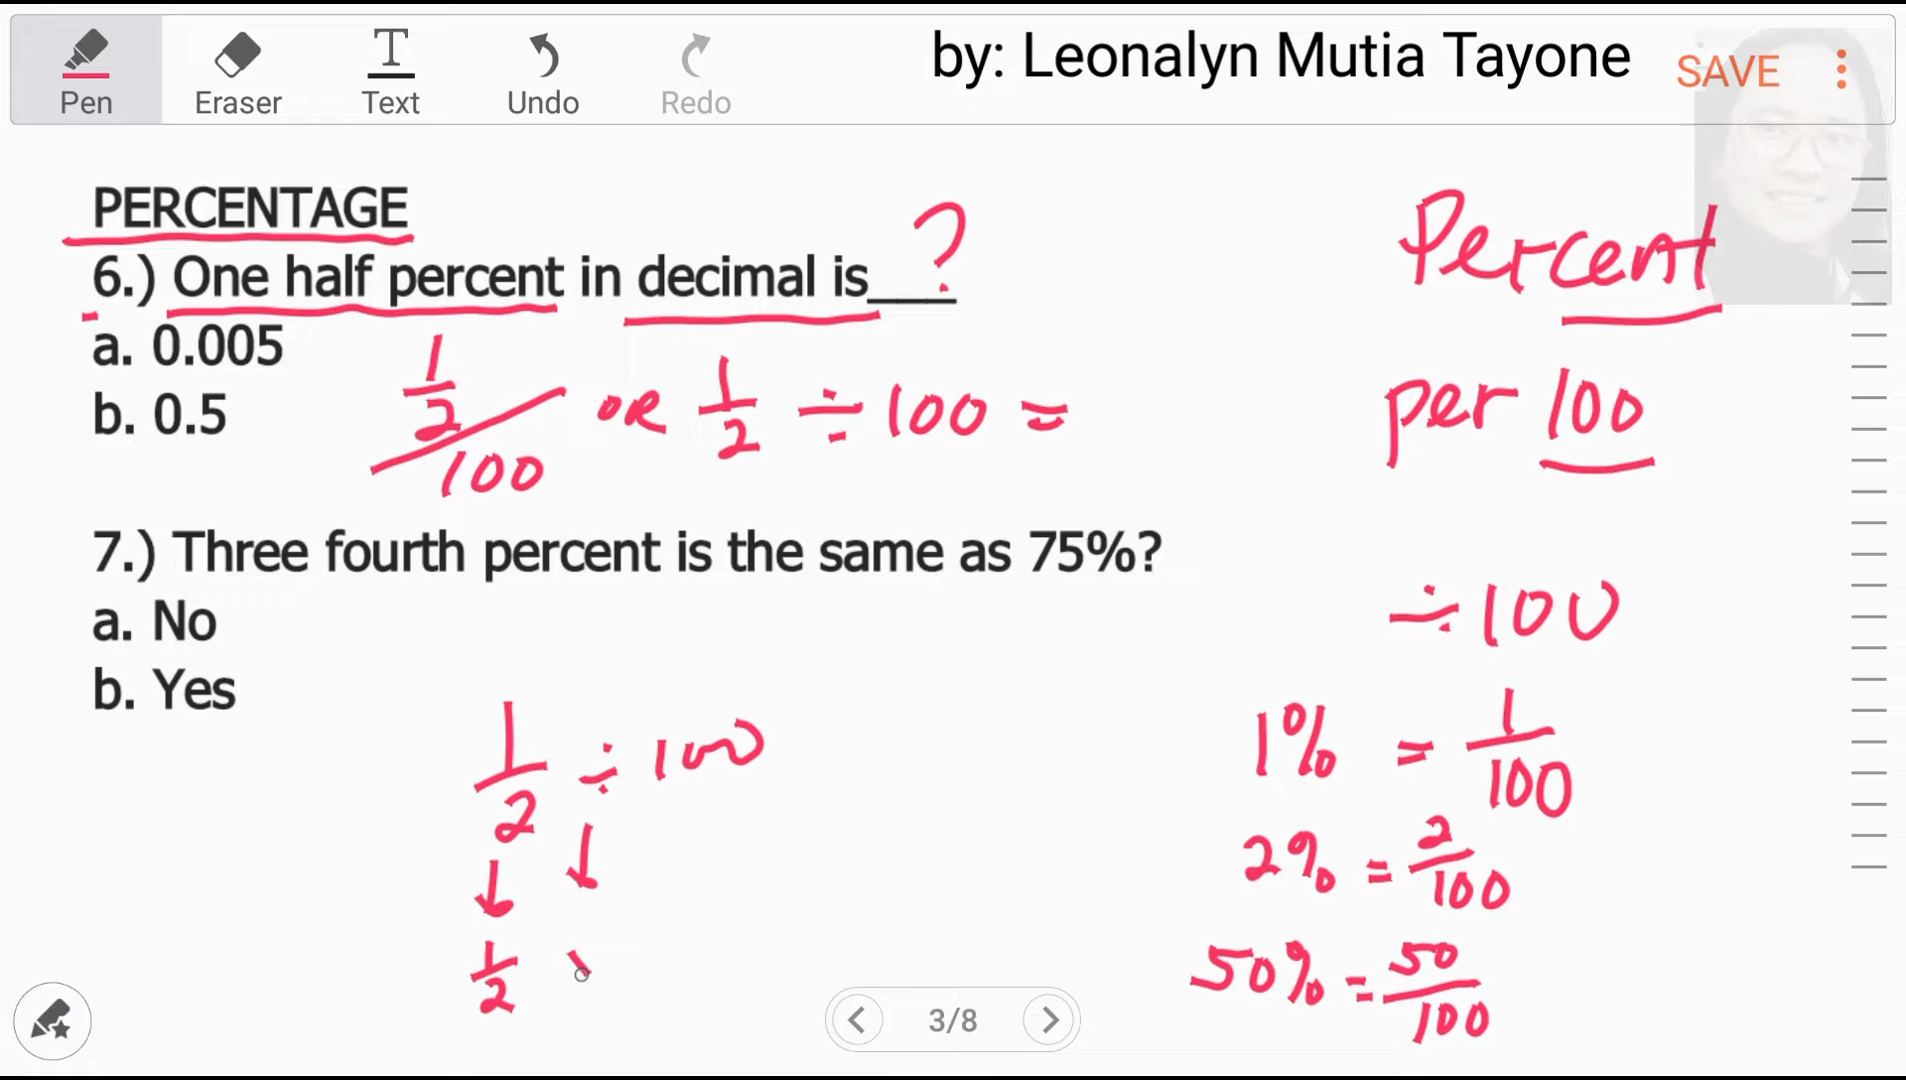 by: Leonalyn Mutia Tayone
SAVE
Pen
Eraser
Text
Undo
Redo
PERCENTAGE
6.) One half percent in decimal is___?
a. 0.005
b. 0.5
1/2 / 100 OR 1/2 ÷ 100 =
7.) Three fourth percent is the same as 75%?
a. No
b. Yes
1/2 ÷ 100
↓ ↓
1/2
Percent
per 100
÷ 100
1% = 1/100
2% = 2/100
50% = 50/100
3/8